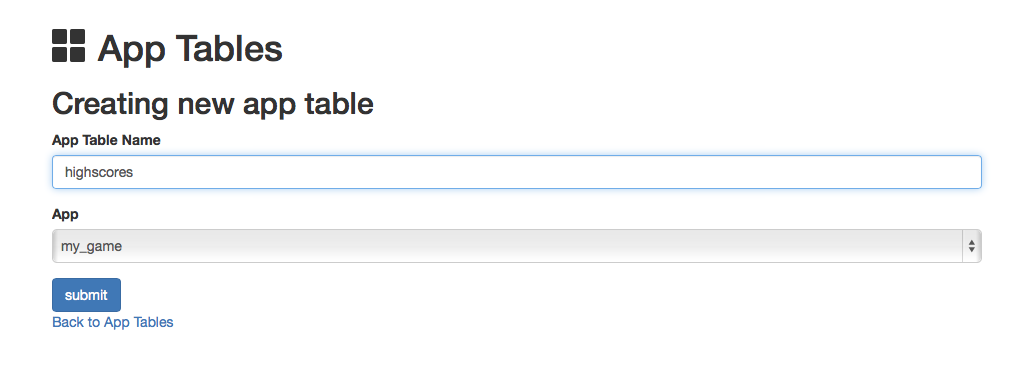 App Tables
Creating new app table
App Table Name
highscores
App
my_game
submit
Back to App Tables